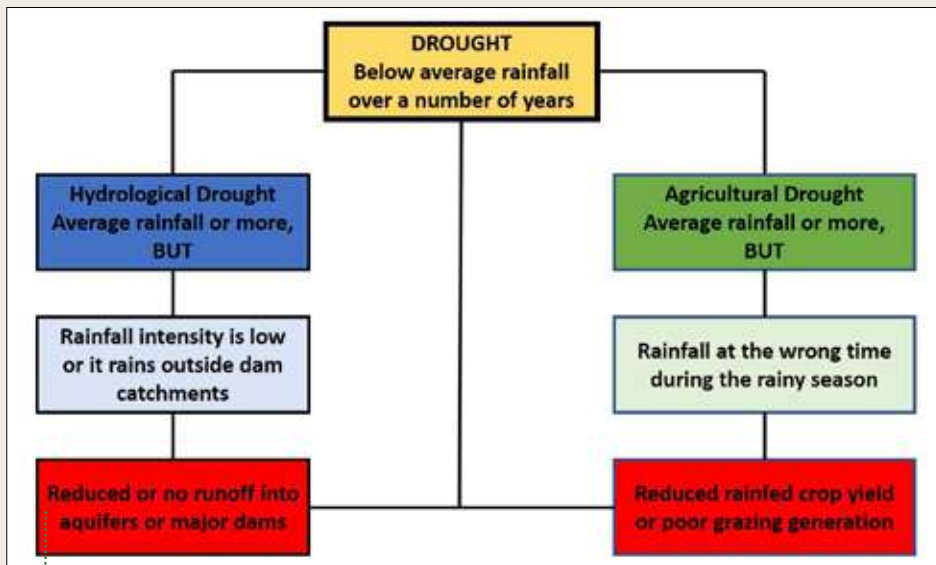 DROUGHT
Below average rainfall
over a number of years
Hydrological Drought
Average rainfall or more,
BUT
Agricultural Drought
Average rainfall or more,
BUT
Rainfall intensity is low
or it rains outside dam
catchments
Rainfall at the wrong time
during the rainy season
Reduced or no runoff into
aquifers or major dams
Reduced rainfed crop yield
or poor grazing generation